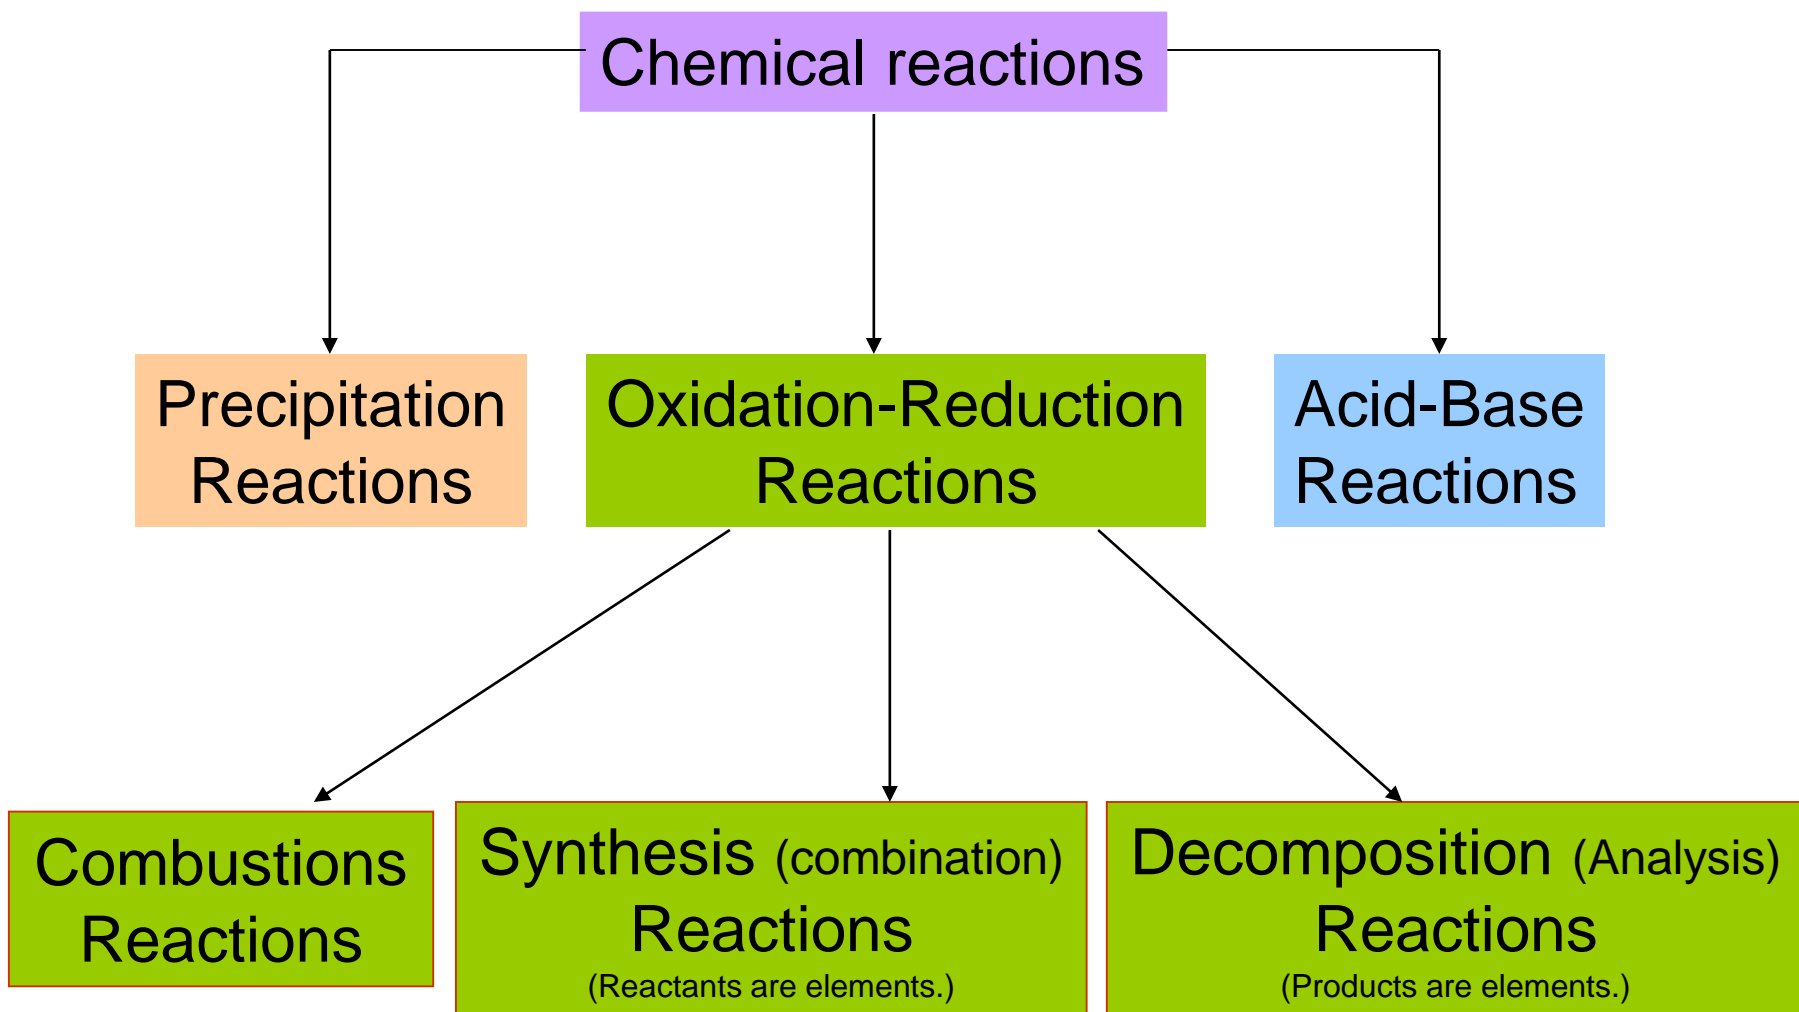 Chemical reactions
Precipitation
Reactions
Oxidation-Reduction
Reactions
Acid-Base
Reactions
Combustions
Reactions
Synthesis (combination)
Reactions
(Reactants are elements.)
Decomposition (Analysis)
Reactions
(Products are elements.)